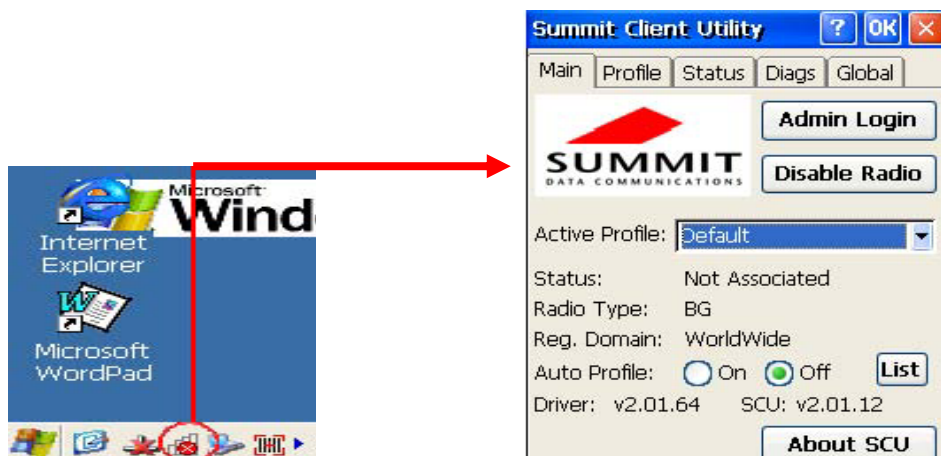 Summit Client Utility ? OK X
Main Profile Status Diags Global
Admin Login
SUMMIT
DATA COMMUNICATIONS
Disable Radio
Active Profile: Default
Status: Not Associated
Radio Type: BG
Reg. Domain: WorldWide
Auto Profile: On Off List
Driver: v2.01.64 SCU: v2.01.12
About SCU
Microsoft
Wind
Internet
Explorer
Microsoft
WordPad